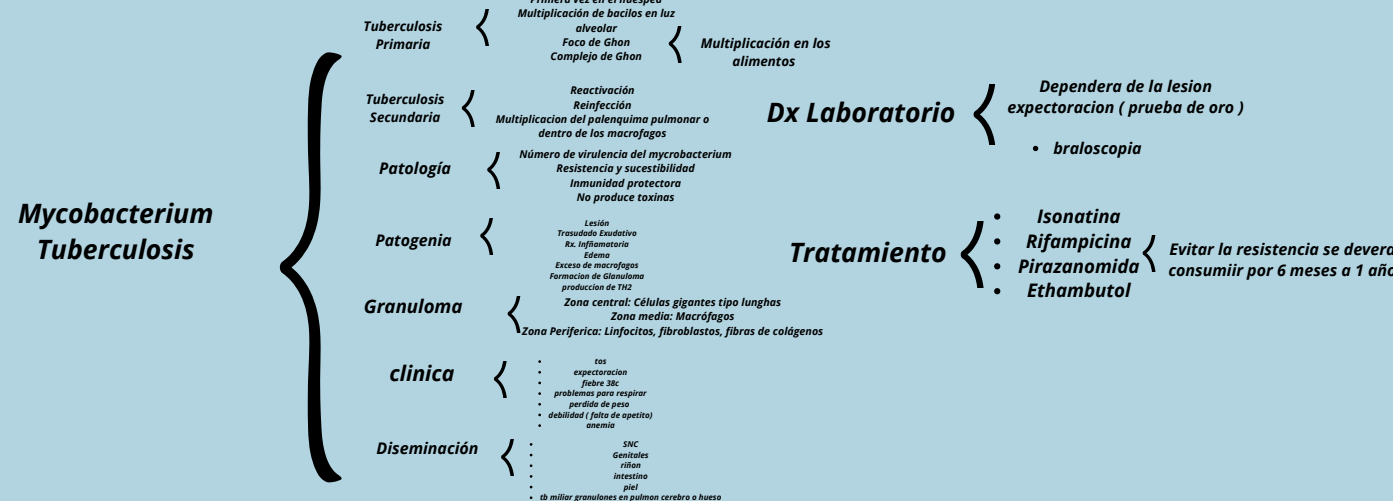 Mycobacterium
Tuberculosis
Tuberculosis
Primaria
Primera vez en el huesped
Multiplicación de bacilos en luz
alveolar
Foco de Ghon
Complejo de Ghon
Multiplicación en los
alimentos
Tuberculosis
Secundaria
Reactivación
Reinfección
Multiplicacion del palenquima pulmonar o
dentro de los macrofagos
Patología
Número de virulencia del mycrobacterium
Resistencia y sucestibilidad
Inmunidad protectora
No produce toxinas
Patogenia
Lesión
Trasudado Exudativo
Rx. Infñamatoria
Edema
Exceso de macrofagos
Formacion de Glanuloma
produccion de TH2
Granuloma
Zona central: Células gigantes tipo lunghas
Zona media: Macrófagos
Zona Periferica: Linfocitos, fibroblastos, fibras de colágenos
clinica
• tos
• expectoracion
• fiebre 38c
• problemas para respirar
• perdida de peso
• debilidad ( falta de apetito)
• anemia
Diseminación
• SNC
• Genitales
• riñon
• intestino
• piel
• tb miliar granulones en pulmon cerebro o hueso
Dx Laboratorio
Dependera de la lesion
expectoracion ( prueba de oro )
• braloscopia
Tratamiento
• Isonatina
• Rifampicina
• Pirazanomida
• Ethambutol
Evitar la resistencia se devera
consumiir por 6 meses a 1 año